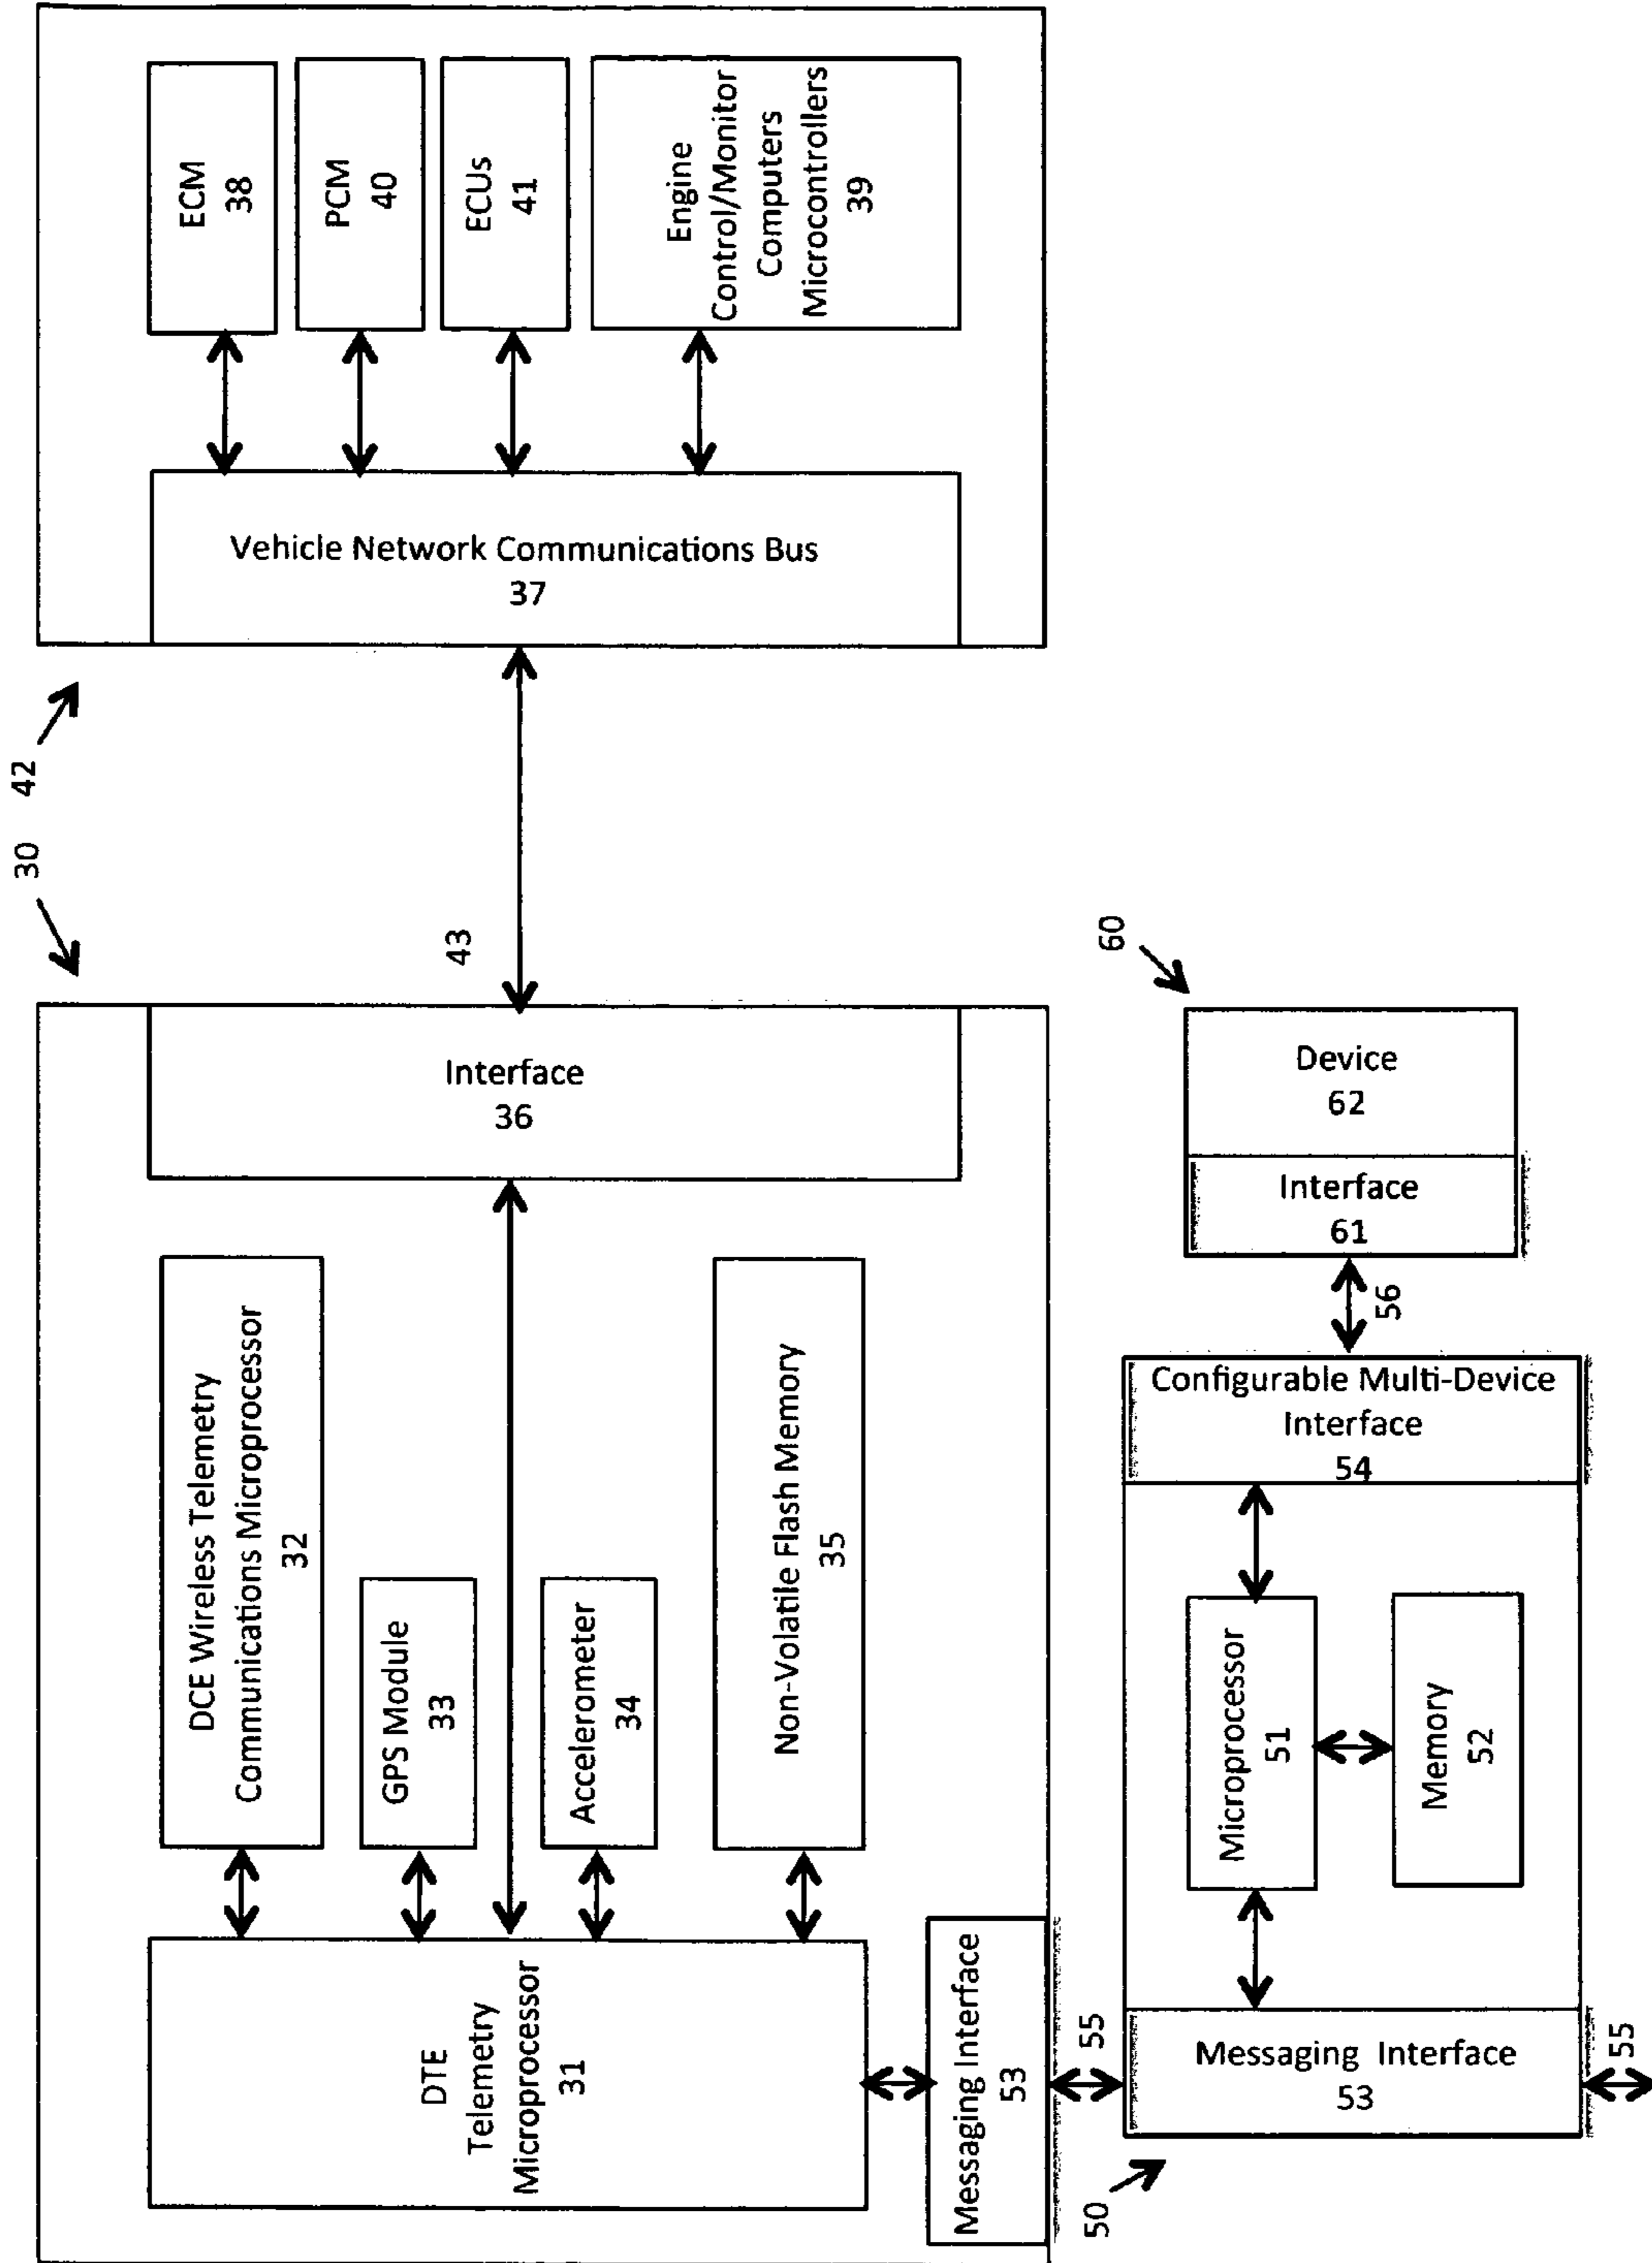 30
42
DCE Wireless Telemetry
Communications Microprocessor
32
GPS Module
33
Accelerometer
34
Non-Volatile Flash Memory
35
DTE
Telemetry
Microprocessor
31
Interface
36
43
Vehicle Network Communications Bus
37
ECM
38
PCM
40
ECUs
41
Engine
Control/Monitor
Computers
Microcontrollers
39
Messaging Interface
53
55
50
Messaging Interface
53
55
Microprocessor
51
Memory
52
Configurable Multi-Device
Interface
54
56
60
Interface
61
Device
62